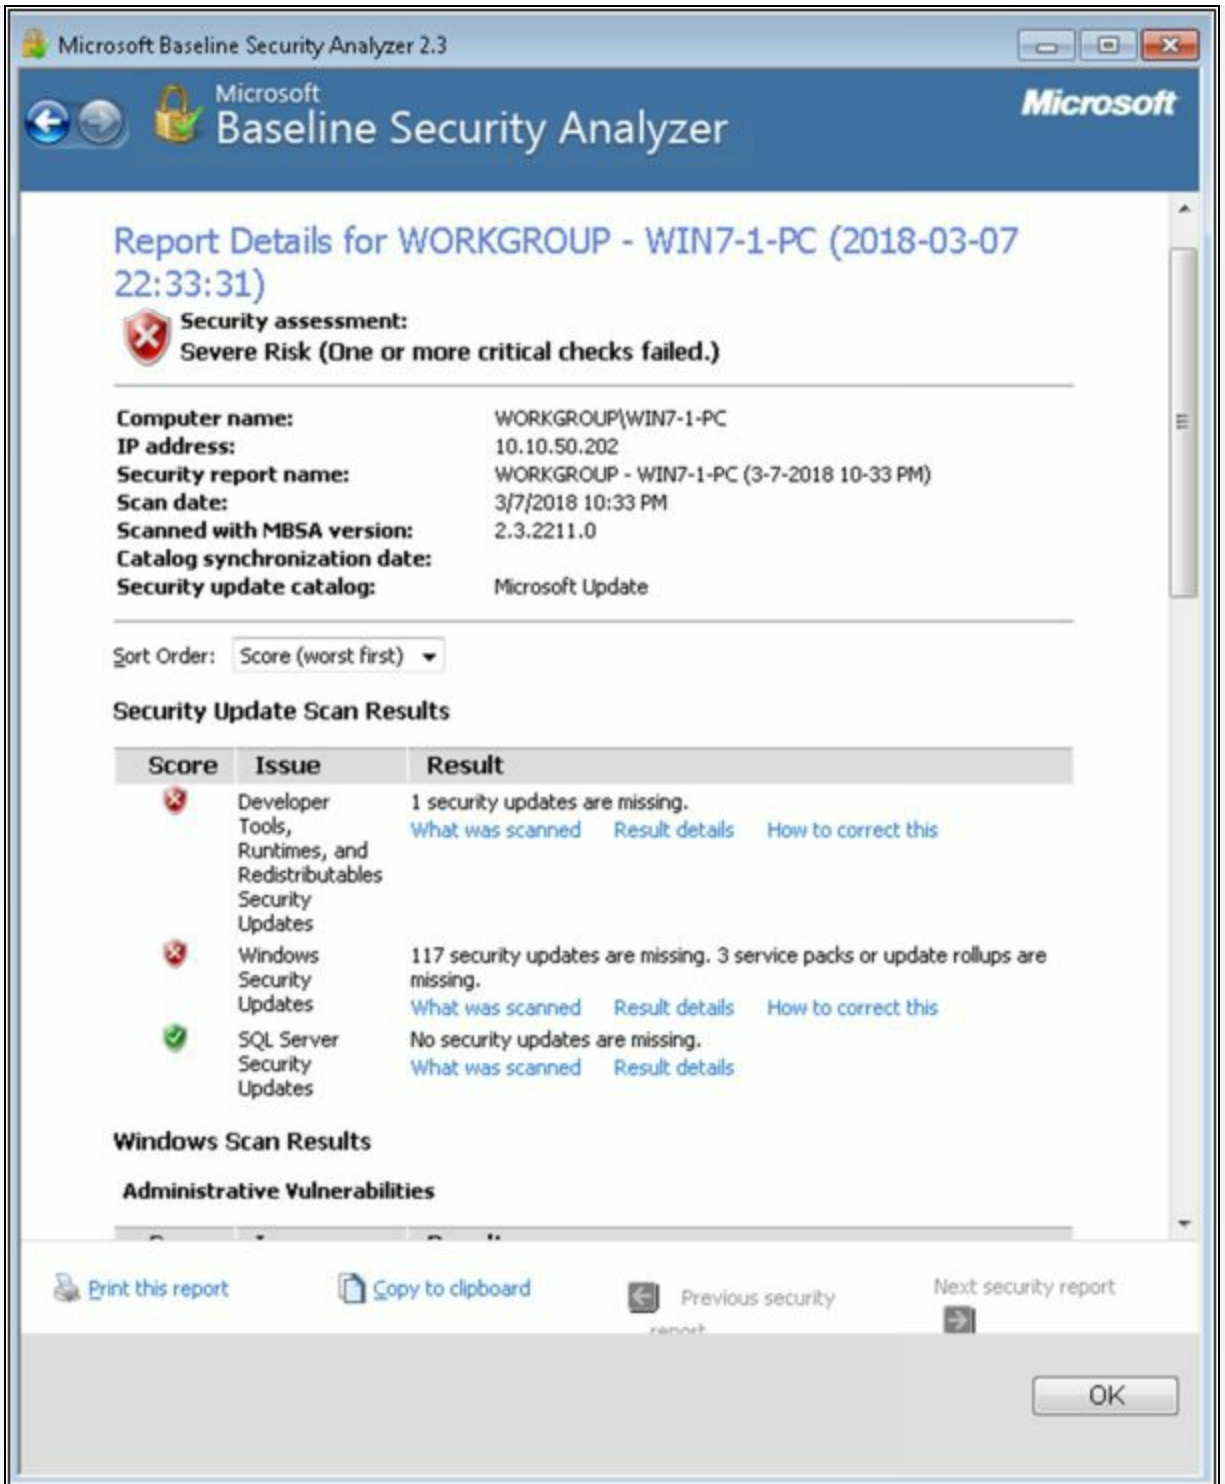 Microsoft Baseline Security Analyzer 2.3
Microsoft
Baseline Security Analyzer
Microsoft
Report Details for WORKGROUP - WIN7-1-PC (2018-03-07
22:33:31)
Security assessment:
Severe Risk (One or more critical checks failed.)
Computer name: WORKGROUP\WIN7-1-PC
IP address: 10.10.50.202
Security report name: WORKGROUP - WIN7-1-PC (3-7-2018 10-33 PM)
Scan date: 3/7/2018 10:33 PM
Scanned with MBSA version: 2.3.2211.0
Catalog synchronization date:
Security update catalog: Microsoft Update
Sort Order: Score (worst first)
Security Update Scan Results
Score Issue Result
Developer 1 security updates are missing.
Tools, What was scanned Result details How to correct this
Runtimes, and
Redistributables
Security
Updates
Windows 117 security updates are missing. 3 service packs or update rollups are
Security missing.
Updates What was scanned Result details How to correct this
SQL Server No security updates are missing.
Security What was scanned Result details
Updates
Windows Scan Results
Administrative Vulnerabilities
Print this report Copy to clipboard Previous security Next security report
report
OK